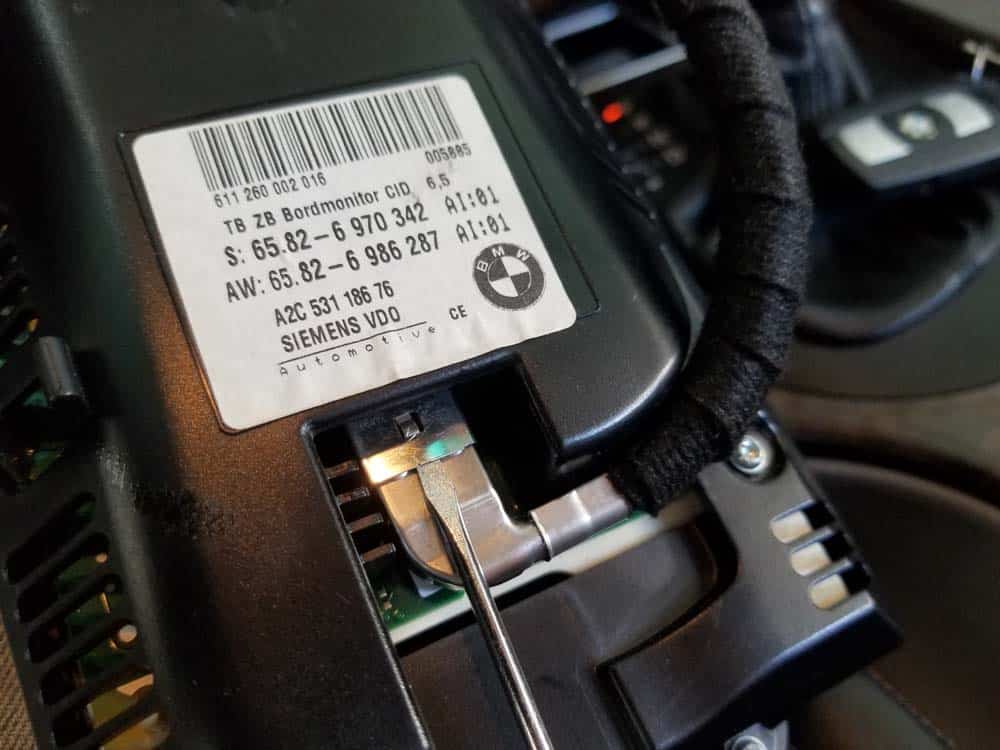 611 260 002 016
005885
TB ZB Bordmonitor CID 6,5
S: 65.82-6 970 342 AI:01
AW: 65.82-6 986 287 AI:01
A2C 531 186 76
SIEMENS VDO
Automotive
CE
BMW